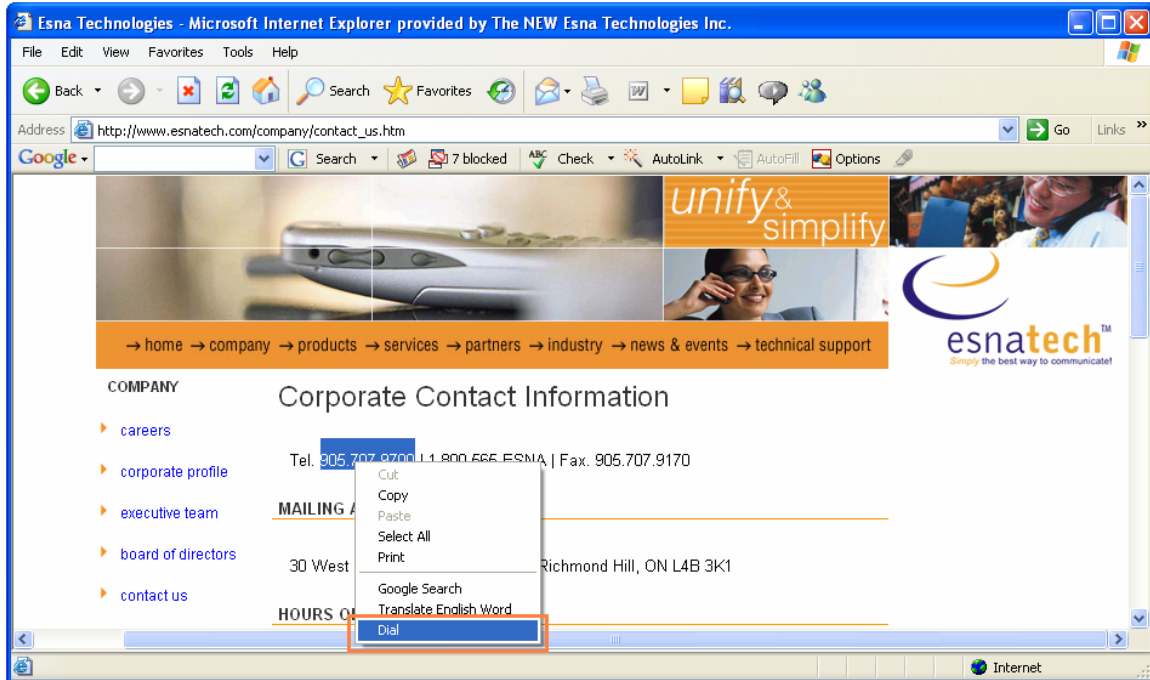 Esna Technologies - Microsoft Internet Explorer provided by The NEW Esna Technologies Inc.
File Edit View Favorites Tools Help
Back Search Favorites
Address http://www.esnatech.com/company/contact_us.htm Go Links »
Google Search 7 blocked ABC Check AutoLink AutoFill Options
unify &
simplify
esnatech™
Simply the best way to communicate!
→ home → company → products → services → partners → industry → news & events → technical support
COMPANY
careers
corporate profile
executive team
board of directors
contact us
Corporate Contact Information
Tel. 905.707.9700 | 1.800.565.ESNA | Fax. 905.707.9170
MAILING
30 West Richmond Hill, ON L4B 3K1
HOURS
Cut
Copy
Paste
Select All
Print
Google Search
Translate English Word
Dial
Internet